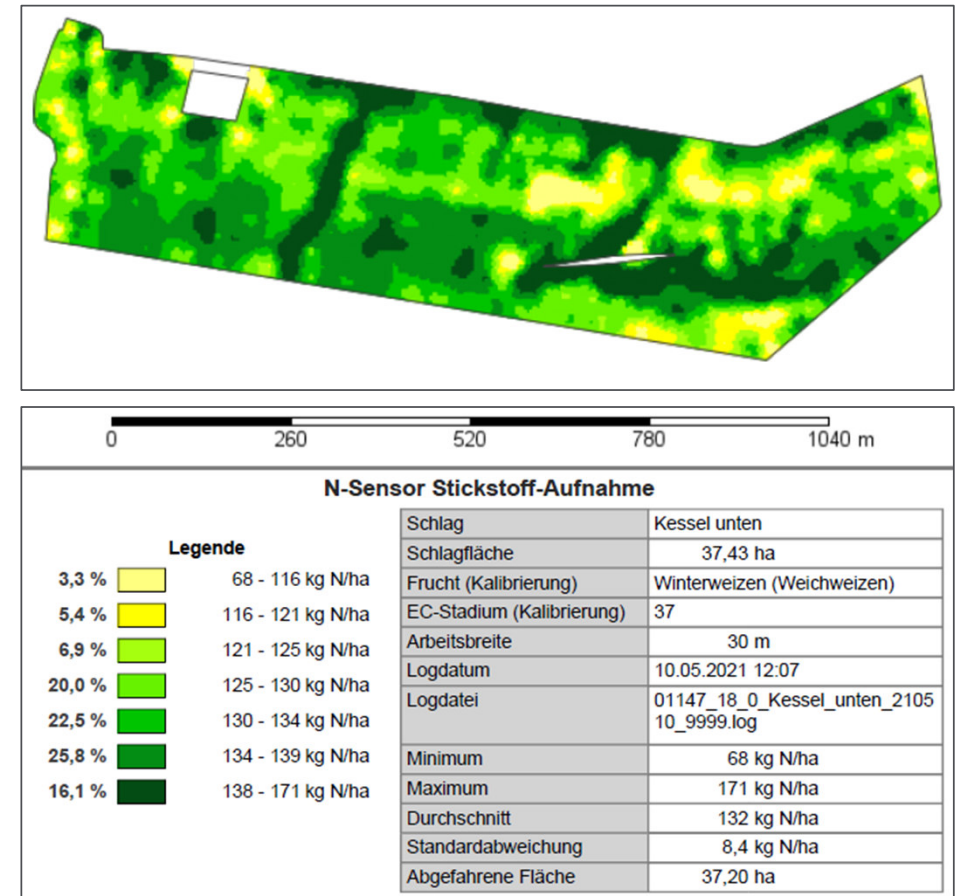 0 260 520 780 1040 m
N-Sensor Stickstoff-Aufnahme
Legende
3,3 % 68 - 116 kg N/ha
5,4 % 116 - 121 kg N/ha
6,9 % 121 - 125 kg N/ha
20,0 % 125 - 130 kg N/ha
22,5 % 130 - 134 kg N/ha
25,8 % 134 - 139 kg N/ha
16,1 % 138 - 171 kg N/ha
Schlag Kessel unten
Schlagfläche 37,43 ha
Frucht (Kalibrierung) Winterweizen (Weichweizen)
EC-Stadium (Kalibrierung) 37
Arbeitsbreite 30 m
Logdatum 10.05.2021 12:07
Logdatei 01147_18_0_Kessel_unten_2105
10_9999.log
Minimum 68 kg N/ha
Maximum 171 kg N/ha
Durchschnitt 132 kg N/ha
Standardabweichung 8,4 kg N/ha
Abgefahrene Fläche 37,20 ha